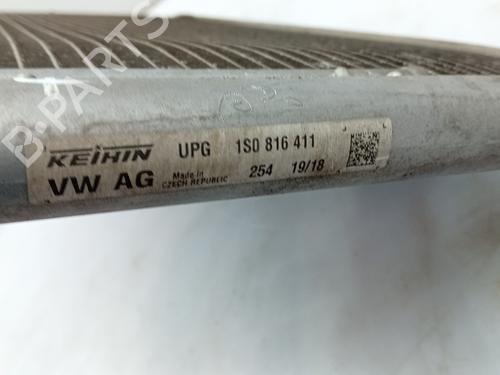 KEIHIN UPG 1S0 816 411
VW AG Made in CZECH REPUBLIC 254 19/18
B-PARTS